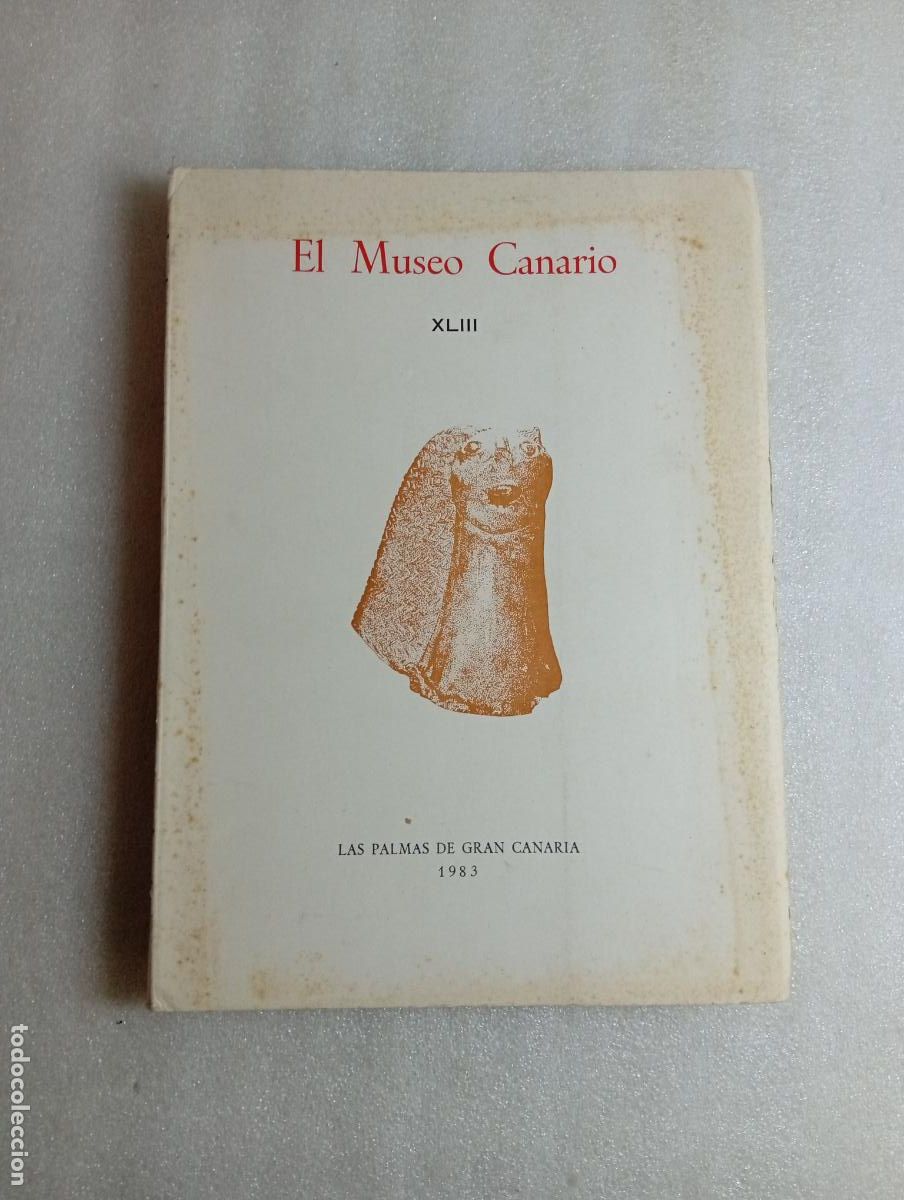 El Museo Canario
XLIII
LAS PALMAS DE GRAN CANARIA
1983
todocoleccion